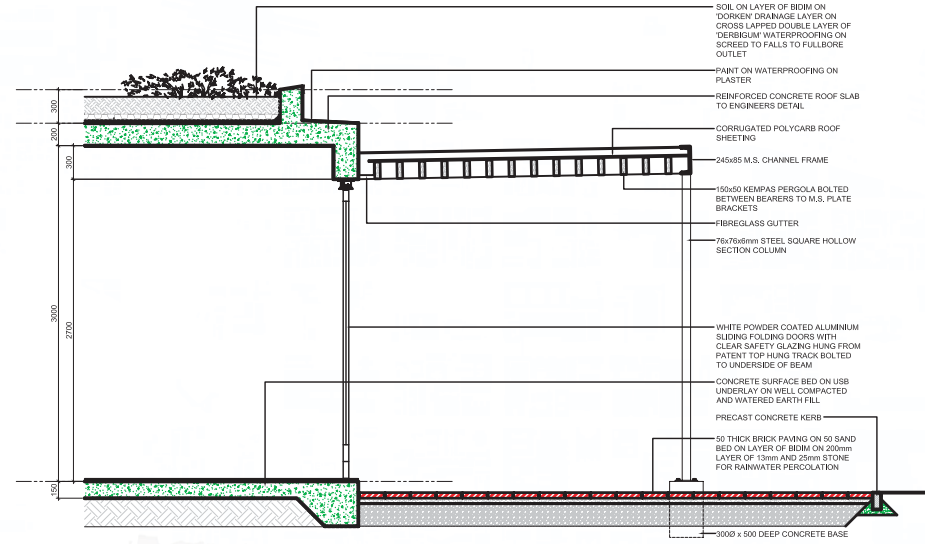 SOIL ON LAYER OF BIDIM ON
'DORKEN' DRAINAGE LAYER ON
CROSS LAPPED DOUBLE LAYER OF
'DERBIGUM' WATERPROOFING ON
SCREED TO FALLS TO FULLBORE
OUTLET
PAINT ON WATERPROOFING ON
PLASTER
REINFORCED CONCRETE ROOF SLAB
TO ENGINEERS DETAIL
CORRUGATED POLYCARB ROOF
SHEETING
245x85 M.S. CHANNEL FRAME
150x50 KEMPAS PERGOLA BOLTED
BETWEEN BEARERS TO M.S. PLATE
BRACKETS
FIBREGLASS GUTTER
76x76x6mm STEEL SQUARE HOLLOW
SECTION COLUMN
WHITE POWDER COATED ALUMINIUM
SLIDING FOLDING DOORS WITH
CLEAR SAFETY GLAZING HUNG FROM
PATENT TOP HUNG TRACK BOLTED
TO UNDERSIDE OF BEAM
CONCRETE SURFACE BED ON USB
UNDERLAY ON WELL COMPACTED
AND WATERED EARTH FILL
PRECAST CONCRETE KERB
50 THICK BRICK PAVING ON 50 SAND
BED ON LAYER OF BIDIM ON 200mm
LAYER OF 13mm AND 25mm STONE
FOR RAINWATER PERCOLATION
300Ø x 500 DEEP CONCRETE BASE
300
200
300
3000
2700
150